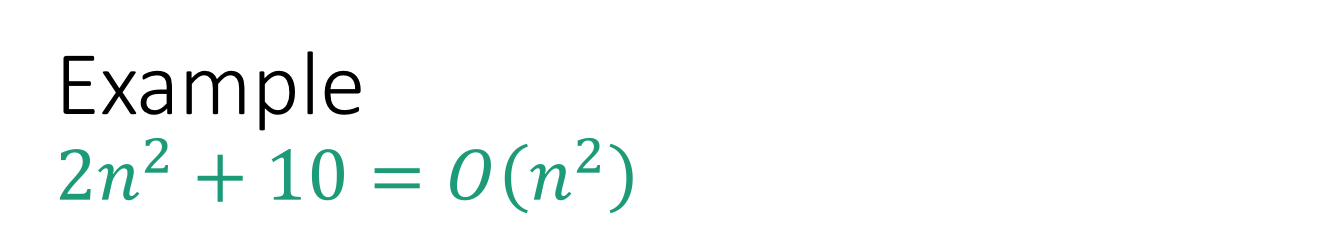 Example
2n² + 10 = O(n²)